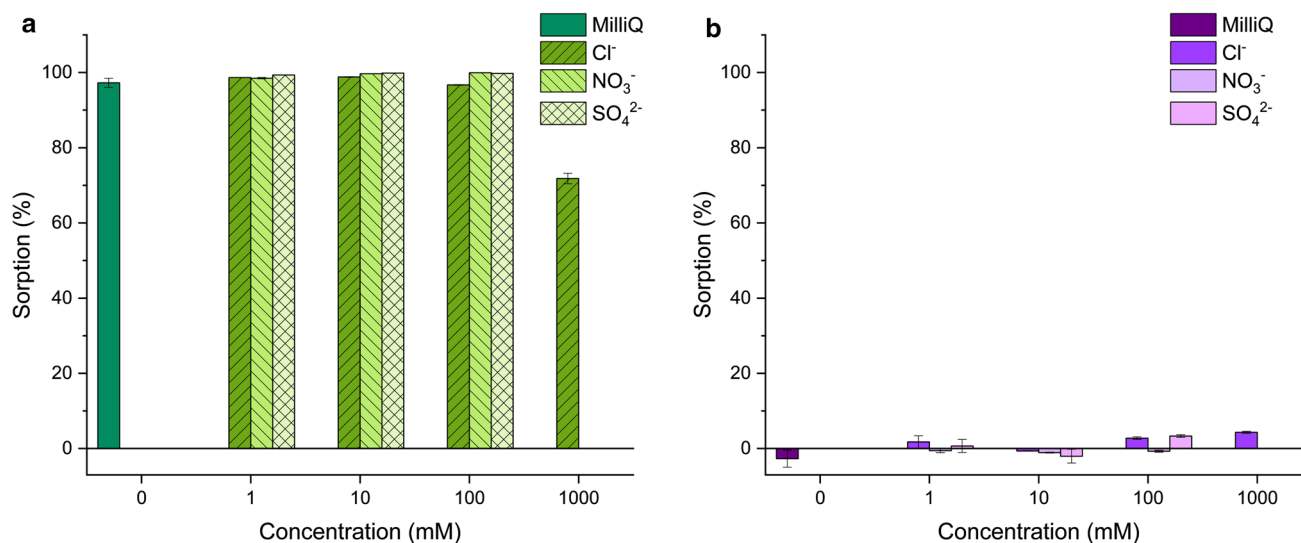 a
MilliQ
Cl⁻
NO₃⁻
SO₄²⁻
100
80
60
40
20
0
Sorption (%)
0 1 10 100 1000
Concentration (mM)
b
MilliQ
Cl⁻
NO₃⁻
SO₄²⁻
100
80
60
40
20
0
Sorption (%)
0 1 10 100 1000
Concentration (mM)